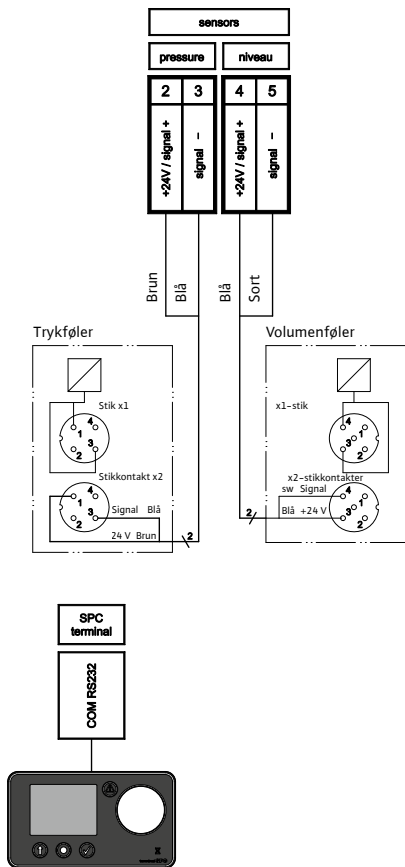 sensors
pressure
niveau
2
3
4
5
+24V / signal +
signal –
+24V / signal +
signal –
Brun
Blå
Blå
Sort
Trykføler
Volumenføler
Stik x1
4
1
3
2
Stikkontakt x2
4
1
3
2
Signal Blå
24 V Brun
2
x1-stik
4
1
3
2
x2-stikkontakter
sw Signal
Blå +24 V
4
1
3
2
2
SPC
terminal
COM RS232